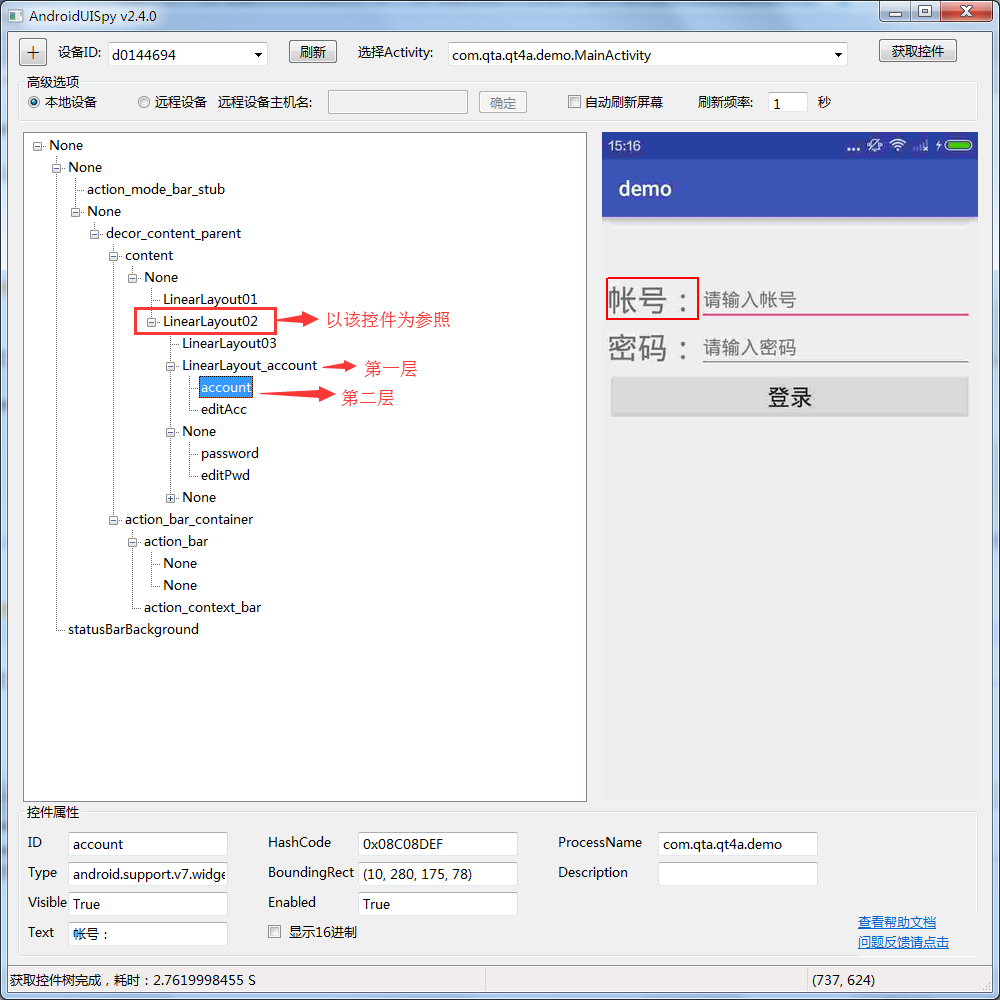 AndroidUISpy v2.4.0
设备ID: d0144694 刷新 选择Activity: com.qta.qt4a.demo.MainActivity 获取控件
高级选项
本地设备 远程设备 远程设备主机名: 确定 自动刷新屏幕 刷新频率: 1 秒
None
None
action_mode_bar_stub
None
decor_content_parent
content
None
LinearLayout01
LinearLayout02 以该控件为参照
LinearLayout03
LinearLayout_account 第一层
account 第二层
editAcc
None
password
editPwd
None
action_bar_container
action_bar
None
None
action_context_bar
statusBarBackground
15:16
demo
帐号： 请输入帐号
密码： 请输入密码
登录
控件属性
ID account HashCode 0x08C08DEF ProcessName com.qta.qt4a.demo
Type android.support.v7.widge BoundingRect (10, 280, 175, 78) Description
Visible True Enabled True
Text 帐号： 显示16进制
查看帮助文档
问题反馈请点击
获取控件树完成，耗时：2.7619998455 S (737, 624)